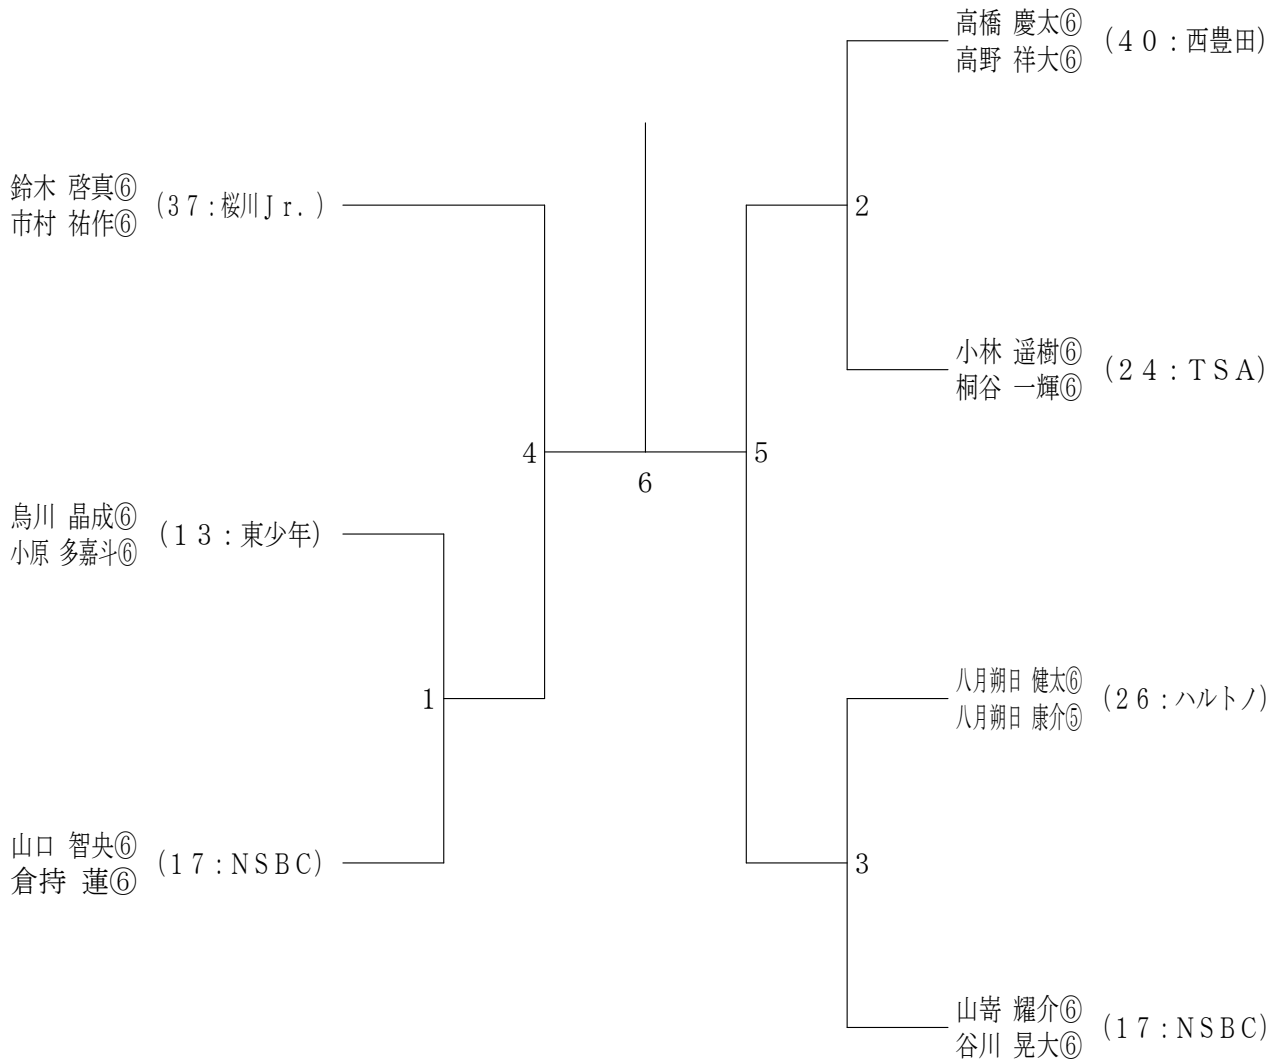 鈴木 啓真⑥
市村 祐作⑥
(37:桜川Jr.)
烏川 晶成⑥
小原 多嘉斗⑥
(13:東少年)
山口 智央⑥
倉持 蓮⑥
(17:NSBC)
1
4
6
5
2
3
高橋 慶太⑥
高野 祥大⑥
(40:西豊田)
小林 遥樹⑥
桐谷 一輝⑥
(24:TSA)
八月朔日 健太⑥
八月朔日 康介⑤
(26:ハルトノ)
山嵜 耀介⑥
谷川 晃大⑥
(17:NSBC)